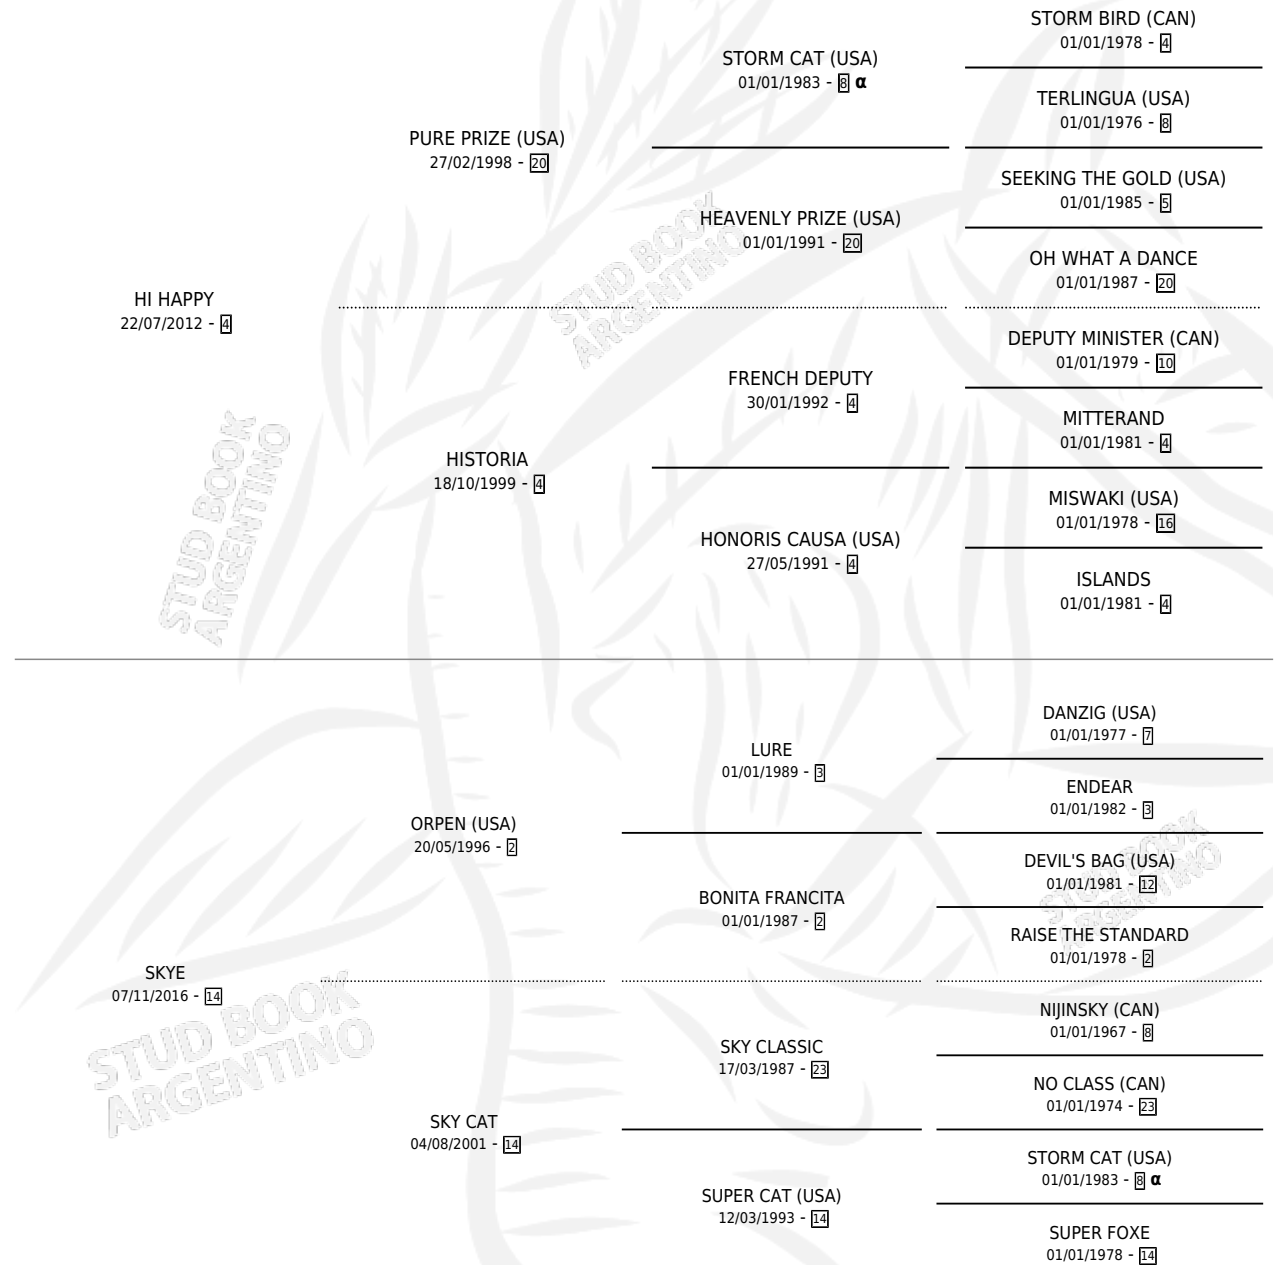 STORM BIRD (CAN)
01/01/1978 - 4
STORM CAT (USA)
01/01/1983 - 8 α
TERLINGUA (USA)
01/01/1976 - 8
PURE PRIZE (USA)
27/02/1998 - 20
SEEKING THE GOLD (USA)
01/01/1985 - 5
HEAVENLY PRIZE (USA)
01/01/1991 - 20
OH WHAT A DANCE
01/01/1987 - 20
HI HAPPY
22/07/2012 - 4
STUD BOOK
ARGENTINO
DEPUTY MINISTER (CAN)
01/01/1979 - 10
FRENCH DEPUTY
30/01/1992 - 4
MITTERAND
01/01/1981 - 4
HISTORIA
18/10/1999 - 4
MISWAKI (USA)
01/01/1978 - 16
HONORIS CAUSA (USA)
27/05/1991 - 4
ISLANDS
01/01/1981 - 4
STUD BOOK
ARGENTINO
DANZIG (USA)
01/01/1977 - 7
LURE
01/01/1989 - 3
ENDEAR
01/01/1982 - 3
ORPEN (USA)
20/05/1996 - 2
DEVIL'S BAG (USA)
01/01/1981 - 12
BONITA FRANCITA
01/01/1987 - 2
RAISE THE STANDARD
01/01/1978 - 2
STUD BOOK
ARGENTINO
SKYE
07/11/2016 - 14
NIJINSKY (CAN)
01/01/1967 - 8
SKY CLASSIC
17/03/1987 - 23
NO CLASS (CAN)
01/01/1974 - 23
STUD BOOK
ARGENTINO
SKY CAT
04/08/2001 - 14
STORM CAT (USA)
01/01/1983 - 8 α
SUPER CAT (USA)
12/03/1993 - 14
SUPER FOXE
01/01/1978 - 14